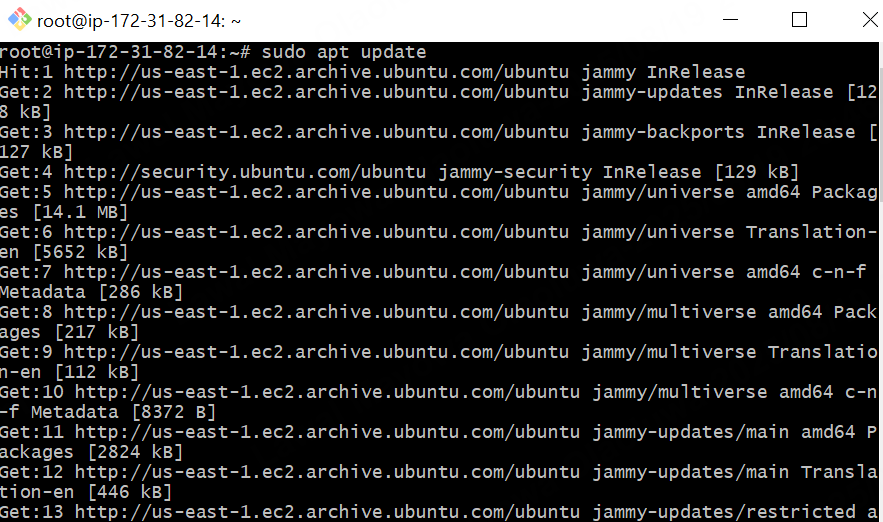 root@ip-172-31-82-14: ~
root@ip-172-31-82-14:~# sudo apt update
Hit:1 http://us-east-1.ec2.archive.ubuntu.com/ubuntu jammy InRelease
Get:2 http://us-east-1.ec2.archive.ubuntu.com/ubuntu jammy-updates InRelease [12
8 kB]
Get:3 http://us-east-1.ec2.archive.ubuntu.com/ubuntu jammy-backports InRelease [
127 kB]
Get:4 http://security.ubuntu.com/ubuntu jammy-security InRelease [129 kB]
Get:5 http://us-east-1.ec2.archive.ubuntu.com/ubuntu jammy/universe amd64 Packag
es [14.1 MB]
Get:6 http://us-east-1.ec2.archive.ubuntu.com/ubuntu jammy/universe Translation-
en [5652 kB]
Get:7 http://us-east-1.ec2.archive.ubuntu.com/ubuntu jammy/universe amd64 c-n-f
Metadata [286 kB]
Get:8 http://us-east-1.ec2.archive.ubuntu.com/ubuntu jammy/multiverse amd64 Pack
ages [217 kB]
Get:9 http://us-east-1.ec2.archive.ubuntu.com/ubuntu jammy/multiverse Translatio
n-en [112 kB]
Get:10 http://us-east-1.ec2.archive.ubuntu.com/ubuntu jammy/multiverse amd64 c-n
-f Metadata [8372 B]
Get:11 http://us-east-1.ec2.archive.ubuntu.com/ubuntu jammy-updates/main amd64 P
ackages [2824 kB]
Get:12 http://us-east-1.ec2.archive.ubuntu.com/ubuntu jammy-updates/main Transla
tion-en [446 kB]
Get:13 http://us-east-1.ec2.archive.ubuntu.com/ubuntu jammy-updates/restricted a